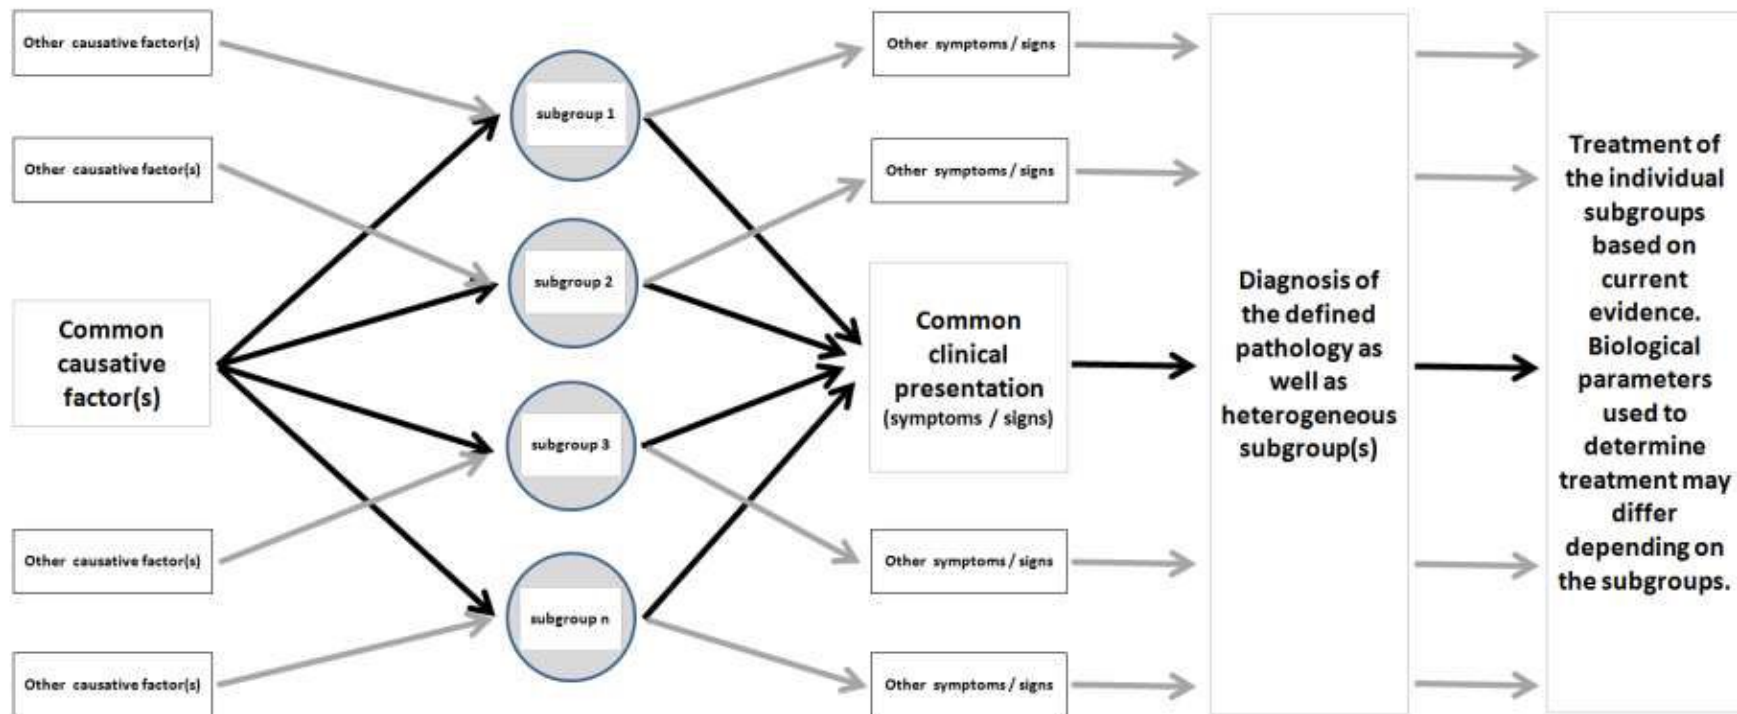 Other causative factor(s)
Other causative factor(s)
Common
causative
factor(s)
Other causative factor(s)
Other causative factor(s)
subgroup 1
subgroup 2
subgroup 3
subgroup n
Other symptoms / signs
Other symptoms / signs
Common
clinical
presentation
(symptoms / signs)
Other symptoms / signs
Other symptoms / signs
Diagnosis of
the defined
pathology as
well as
heterogeneous
subgroup(s)
Treatment of
the individual
subgroups
based on
current
evidence.
Biological
parameters
used to
determine
treatment may
differ
depending on
the subgroups.